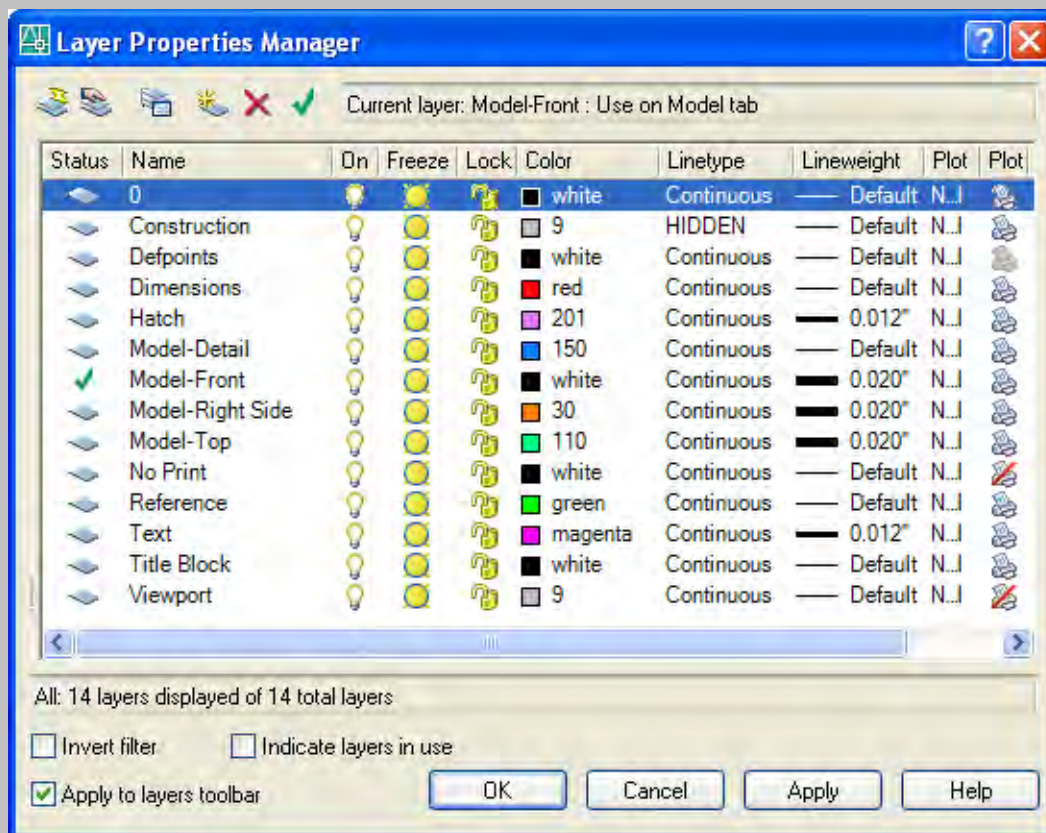 Layer Properties Manager
Current layer: Model-Front : Use on Model tab
Status Name On Freeze Lock Color Linetype Lineweight Plot Plot
0 white Continuous Default N...l
Construction 9 HIDDEN Default N...l
Defpoints white Continuous Default N...l
Dimensions red Continuous Default N...l
Hatch 201 Continuous 0.012" N...l
Model-Detail 150 Continuous Default N...l
Model-Front white Continuous 0.020" N...l
Model-Right Side 30 Continuous 0.020" N...l
Model-Top 110 Continuous 0.020" N...l
No Print white Continuous Default N...l
Reference green Continuous Default N...l
Text magenta Continuous 0.012" N...l
Title Block white Continuous Default N...l
Viewport 9 Continuous Default N...l
All: 14 layers displayed of 14 total layers
Invert filter Indicate layers in use
Apply to layers toolbar OK Cancel Apply Help